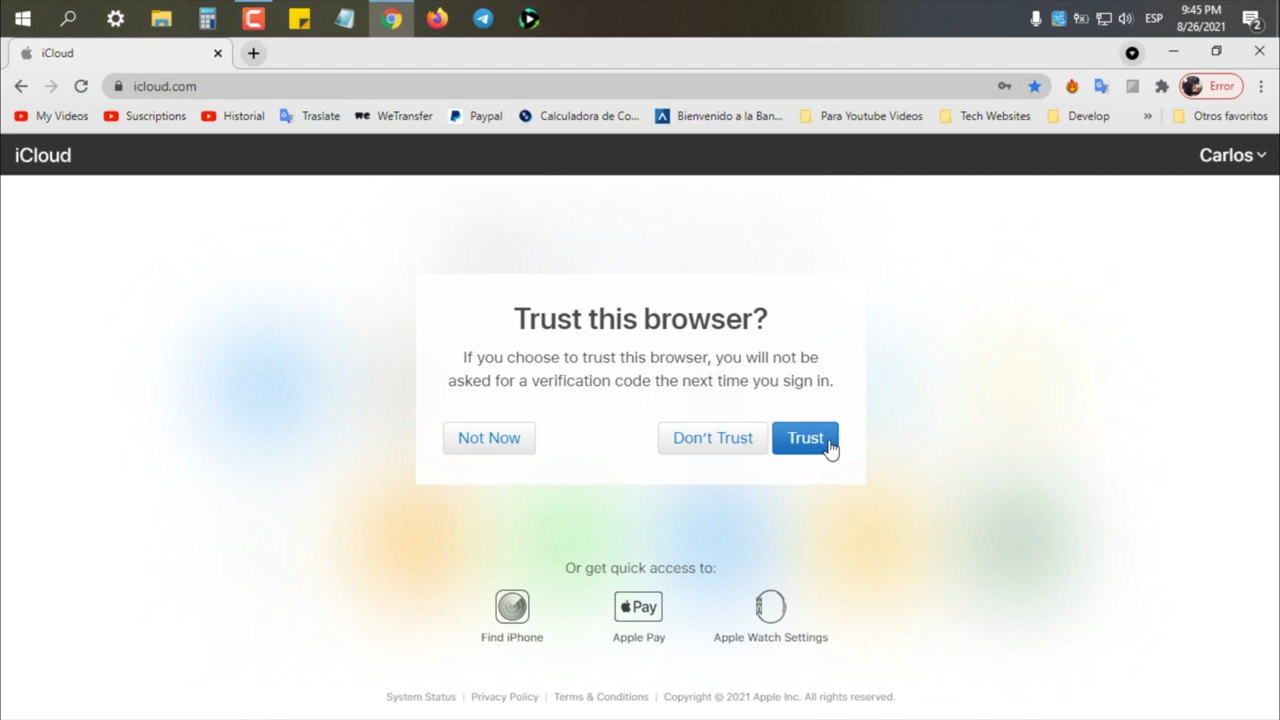 9:45 PM
ESP
8/26/2021
2
iCloud
icloud.com
Error
My Videos
Suscriptions
Historial
Traslate
WeTransfer
Paypal
Calculadora de Co...
Bienvenido a la Ban...
Para Youtube Videos
Tech Websites
Develop
»
Otros favoritos
iCloud
Carlos
Trust this browser?
If you choose to trust this browser, you will not be
asked for a verification code the next time you sign in.
Not Now
Don't Trust
Trust
Or get quick access to:
Pay
Find iPhone
Apple Pay
Apple Watch Settings
System Status | Privacy Policy | Terms & Conditions | Copyright © 2021 Apple Inc. All rights reserved.